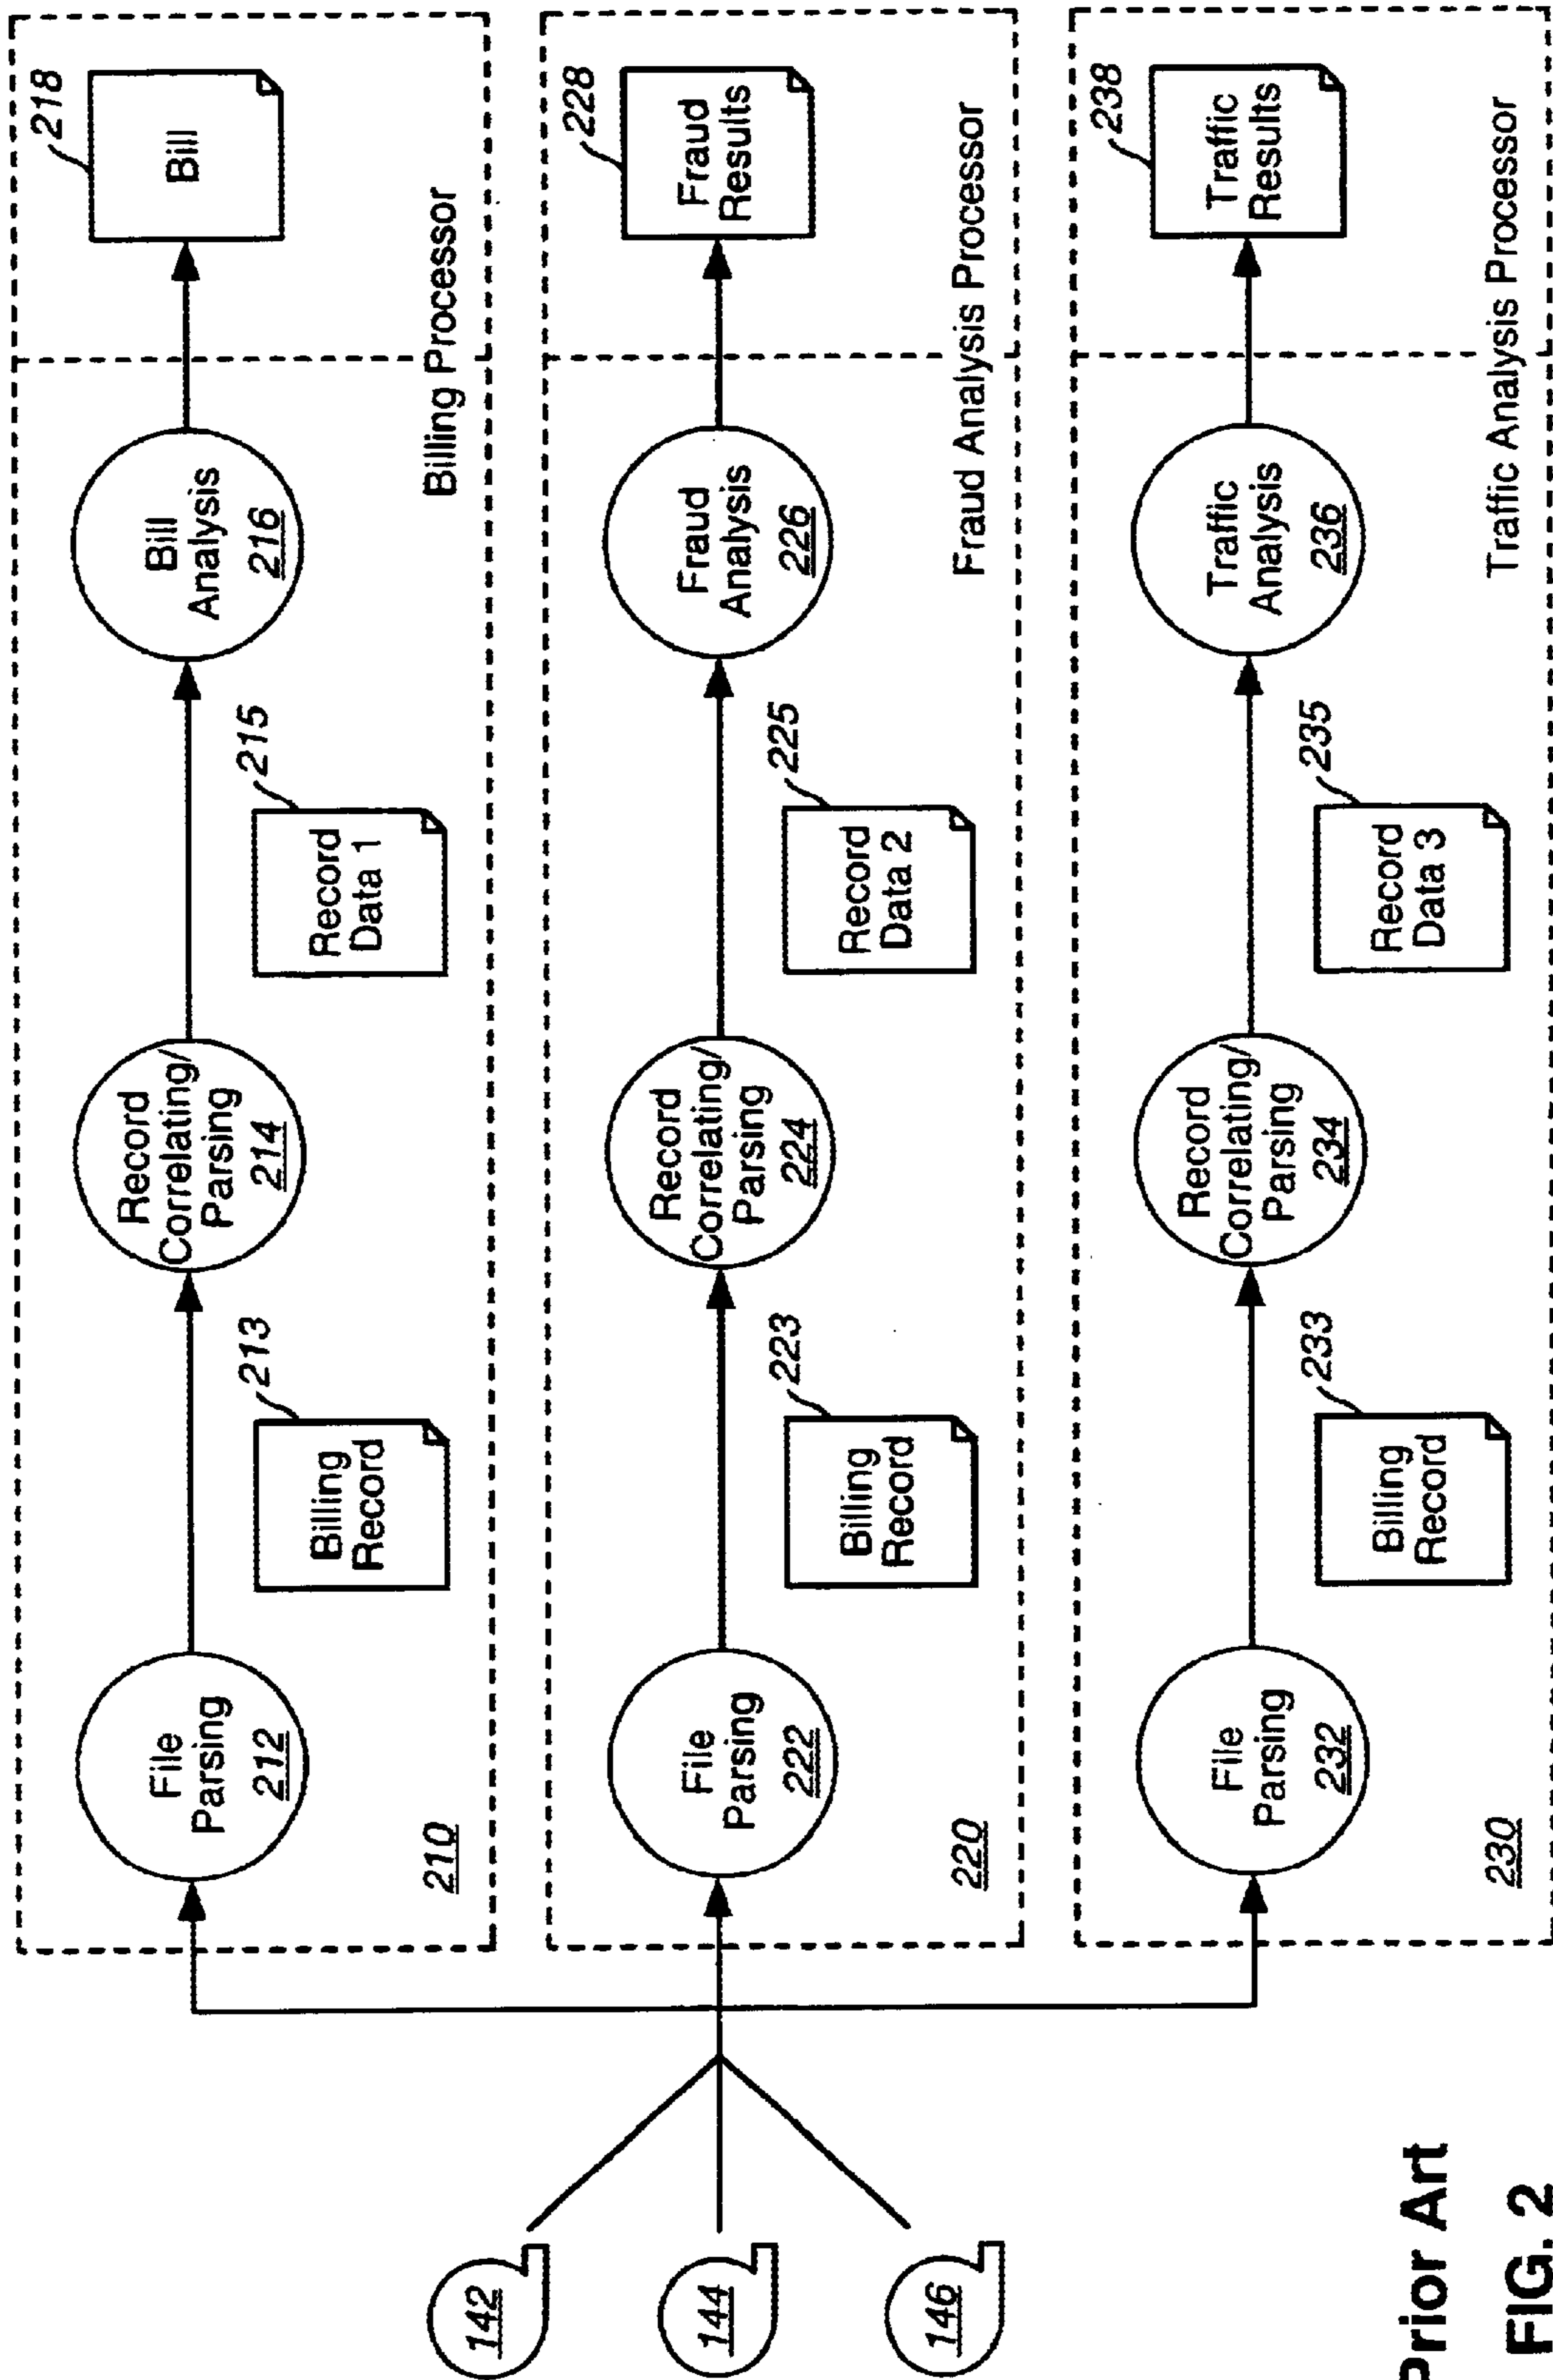 142
144
146
File
Parsing
212
213
Billing
Record
Record
Correlating/
Parsing
214
215
Record
Data 1
Bill
Analysis
216
218
Bill
210
Billing Processor
File
Parsing
222
223
Billing
Record
Record
Correlating/
Parsing
224
225
Record
Data 2
Fraud
Analysis
226
228
Fraud
Results
220
Fraud Analysis Processor
File
Parsing
232
233
Billing
Record
Record
Correlating/
Parsing
234
235
Record
Data 3
Traffic
Analysis
236
238
Traffic
Results
230
Traffic Analysis Processor
Prior Art
FIG. 2